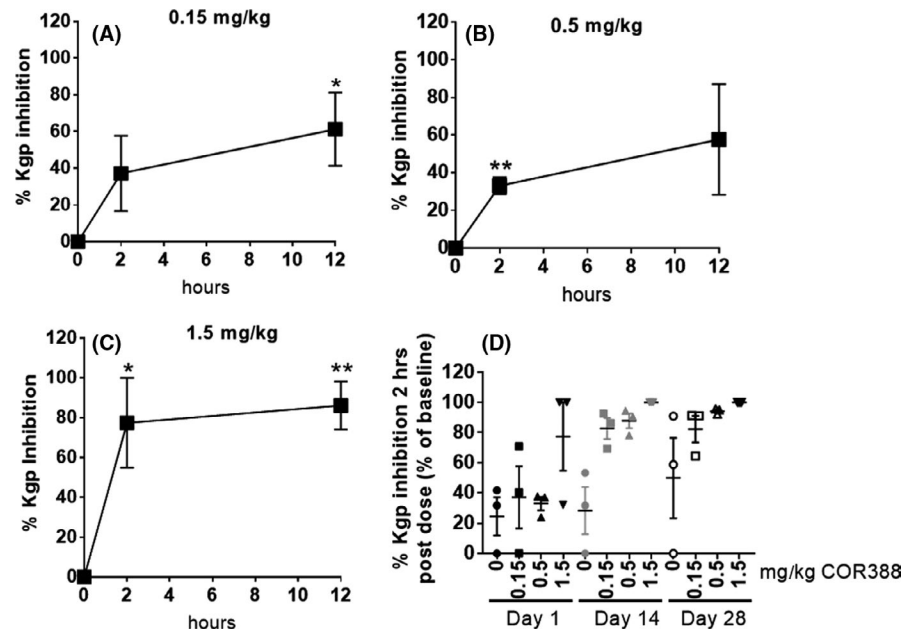 (A)
0.15 mg/kg
% Kgp inhibition
120
100
80
60
40
20
0
*
0 2 4 6 8 10 12
hours
(B)
0.5 mg/kg
% Kgp inhibition
120
100
80
60
40
20
0
**
0 2 4 6 8 10 12
hours
(C)
1.5 mg/kg
% Kgp Inhibition
120
100
80
60
40
20
0
*
**
0 2 4 6 8 10 12
hours
(D)
% Kgp inhibition 2 hrs
post dose (% of baseline)
120
100
80
60
40
20
0
0 0.15 0.5 1.5 0 0.15 0.5 1.5 0 0.15 0.5 1.5 mg/kg COR388
Day 1 Day 14 Day 28